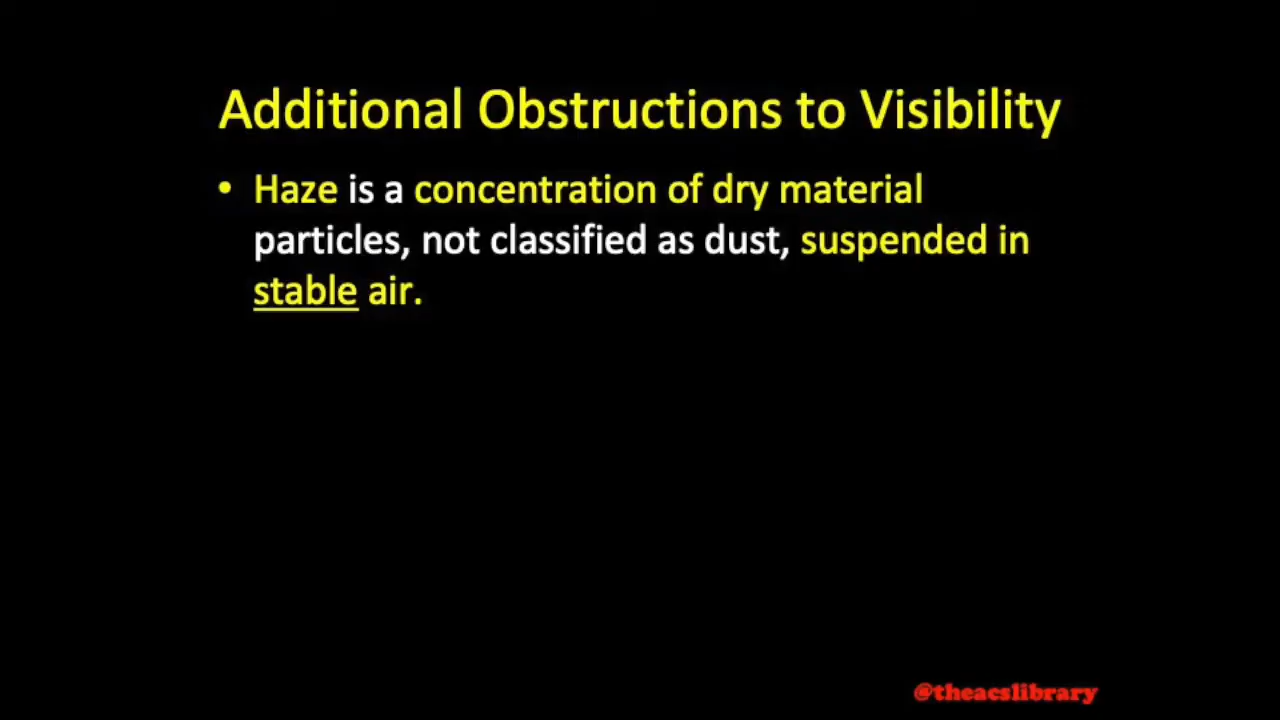 Additional Obstructions to Visibility
• Haze is a concentration of dry material
particles, not classified as dust, suspended in
stable air.
@theacslibrary